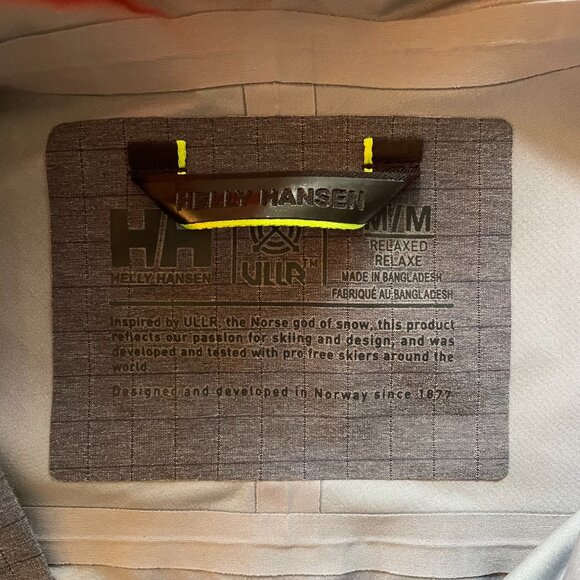 HELLY HANSEN
HH
HELLY HANSEN
ULLR™
M/M
RELAXED
RELAXE
MADE IN BANGLADESH
FABRIQUÉ AU BANGLADESH
Inspired by ULLR, the Norse god of snow, this product
reflects our passion for skiing and design, and was
developed and tested with pro free skiers around the
world.
Designed and developed in Norway since 1877